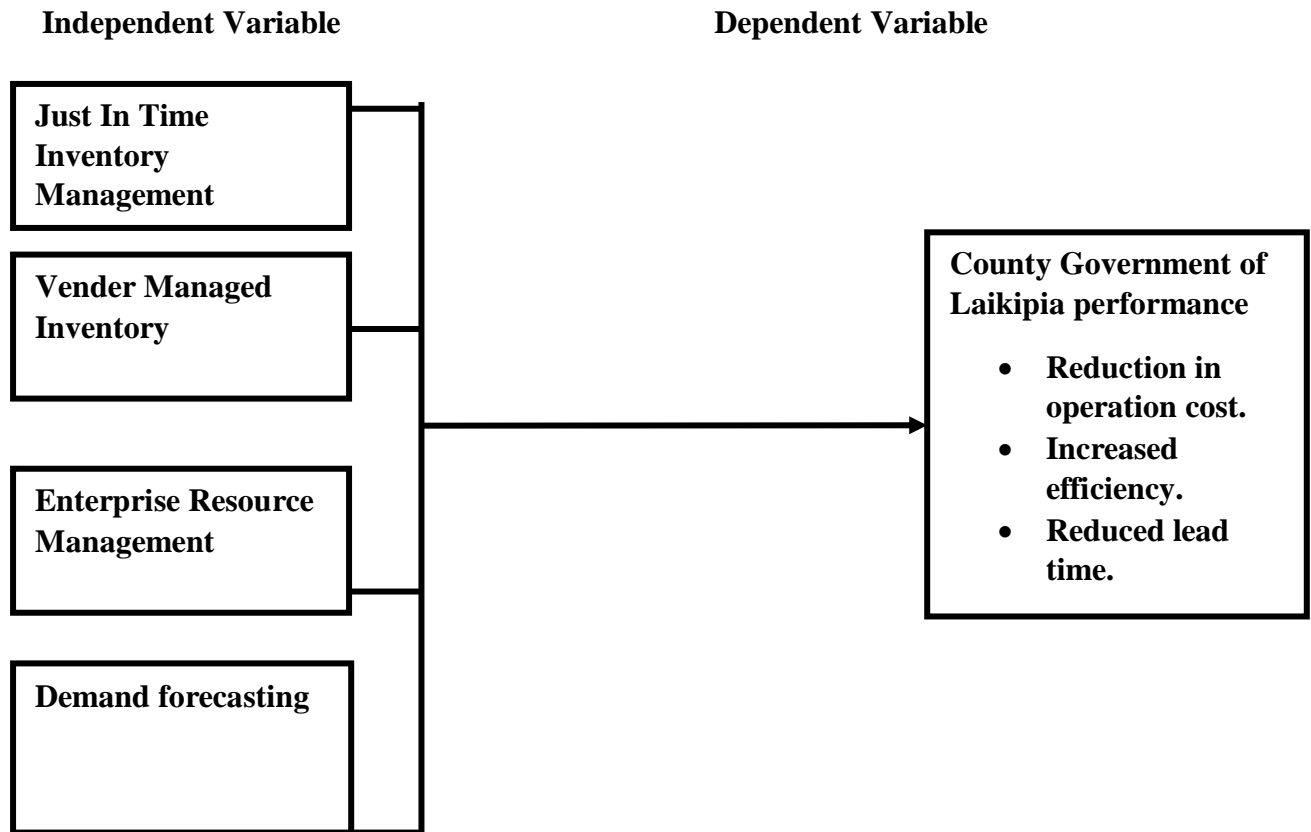 Independent Variable
Dependent Variable
Just In Time
Inventory
Management
Vender Managed
Inventory
Enterprise Resource
Management
Demand forecasting
County Government of
Laikipia performance
• Reduction in
operation cost.
• Increased
efficiency.
• Reduced lead
time.